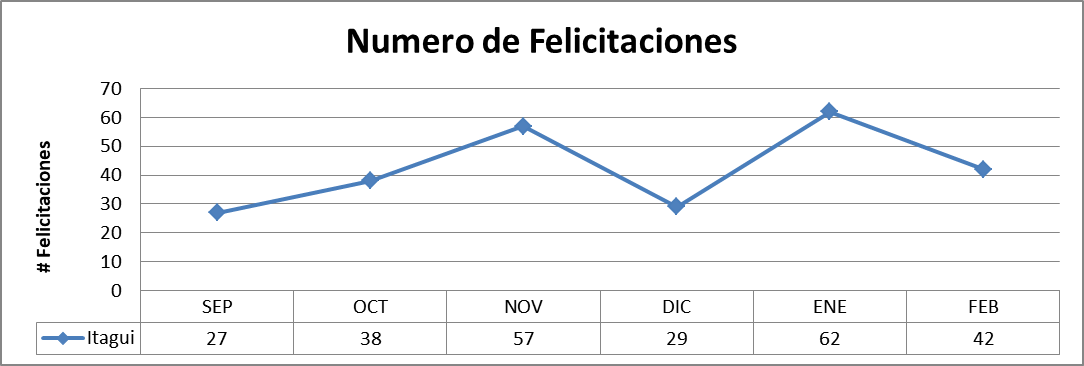 Numero de Felicitaciones
# Felicitaciones
70
60
50
40
30
20
10
0
SEP OCT NOV DIC ENE FEB
Itagui 27 38 57 29 62 42